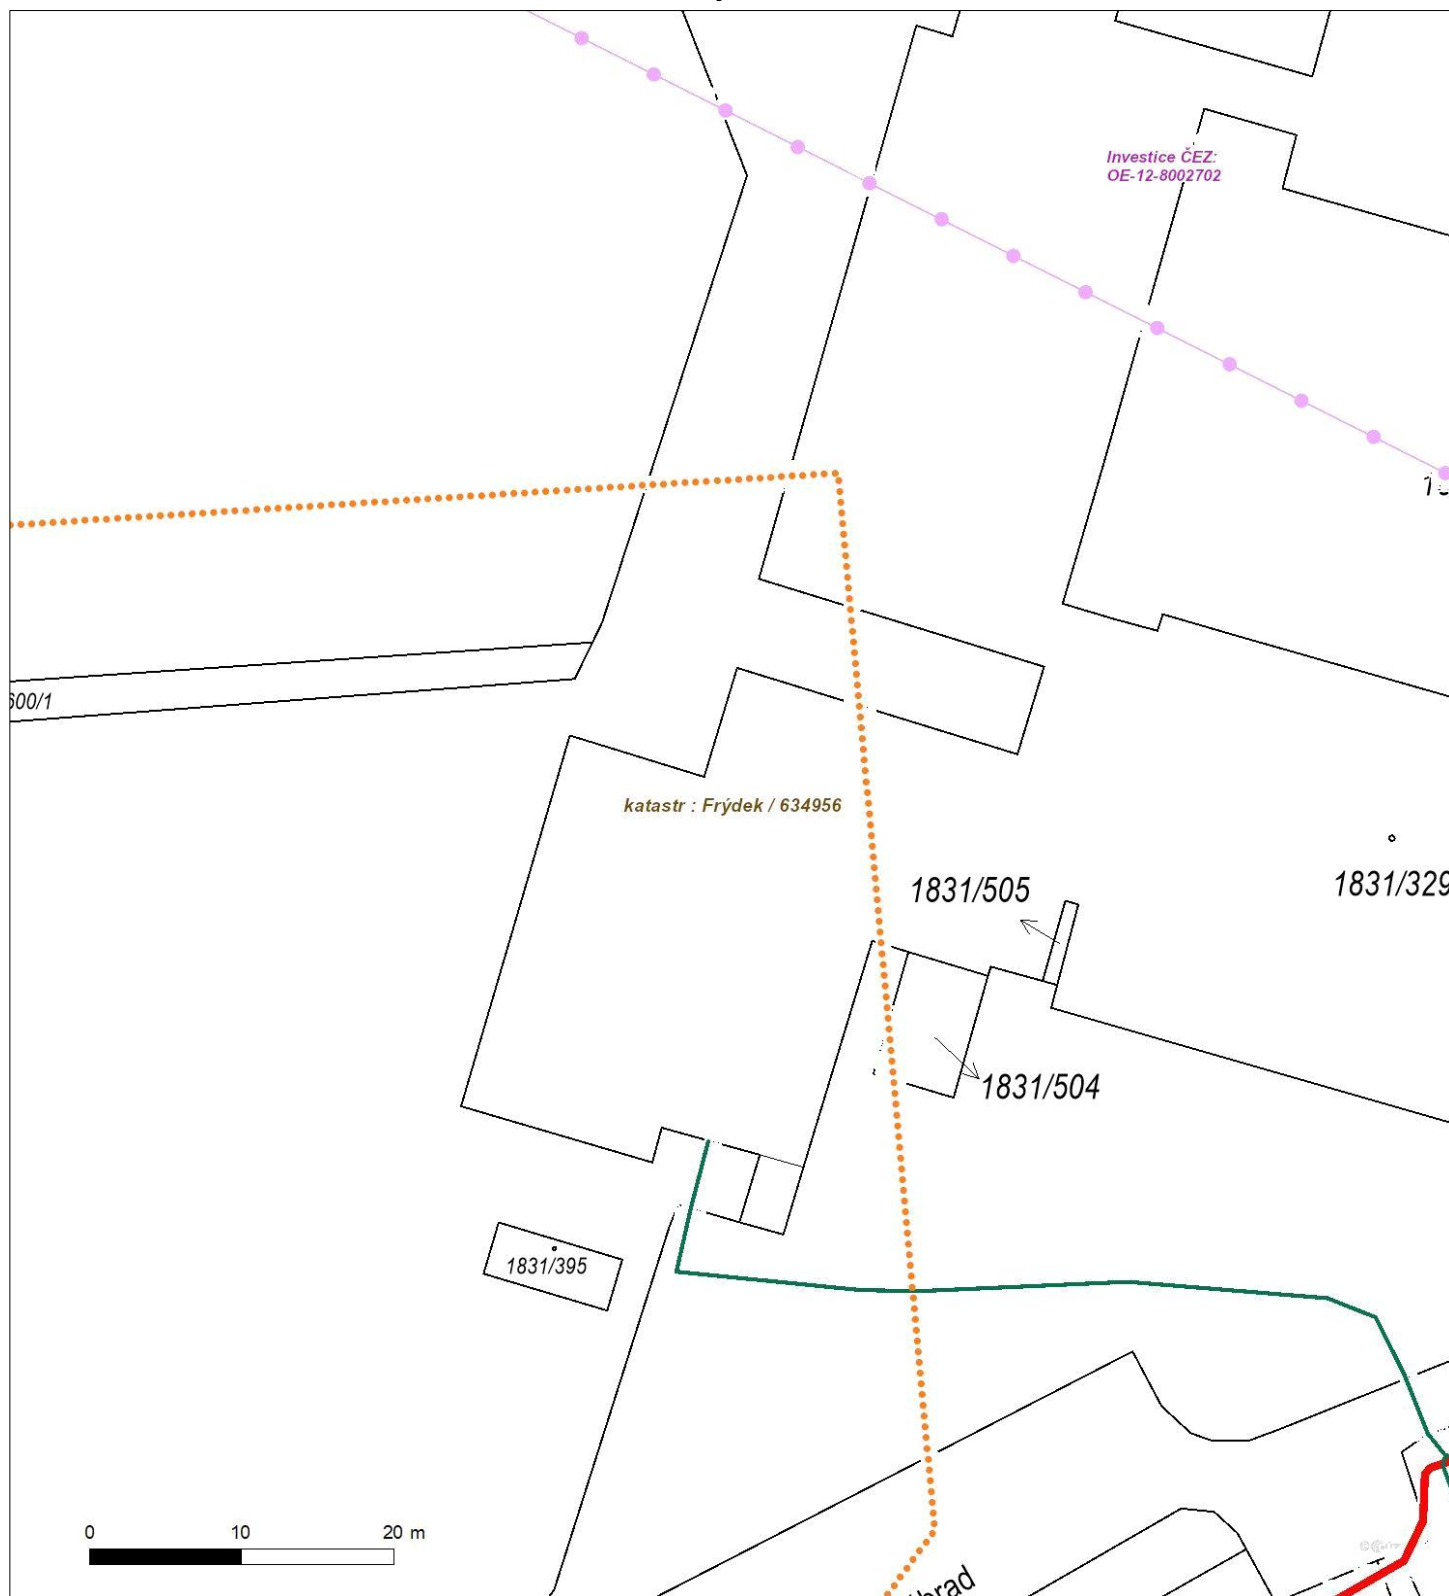 Investice ČEZ:
OE-12-8002702
600/1
katastr : Frýdek / 634956
1831/505
1831/329
1831/504
1831/395
0 10 20 m